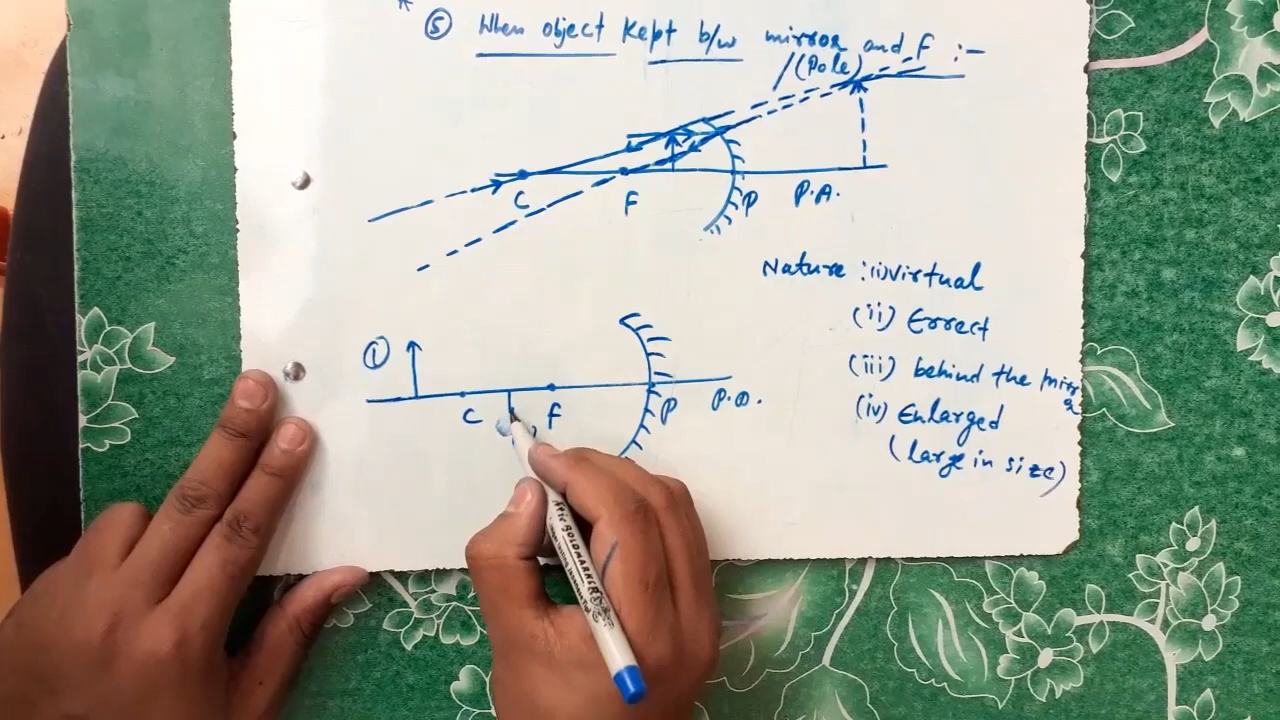 ⑤ When object kept b/w mirror and F :-
(Pole)
C F P P.A.
Nature : (i) Virtual
(ii) Errect
(iii) behind the mirror
(iv) Enlarged
(large in size)
①
C F P P.A.